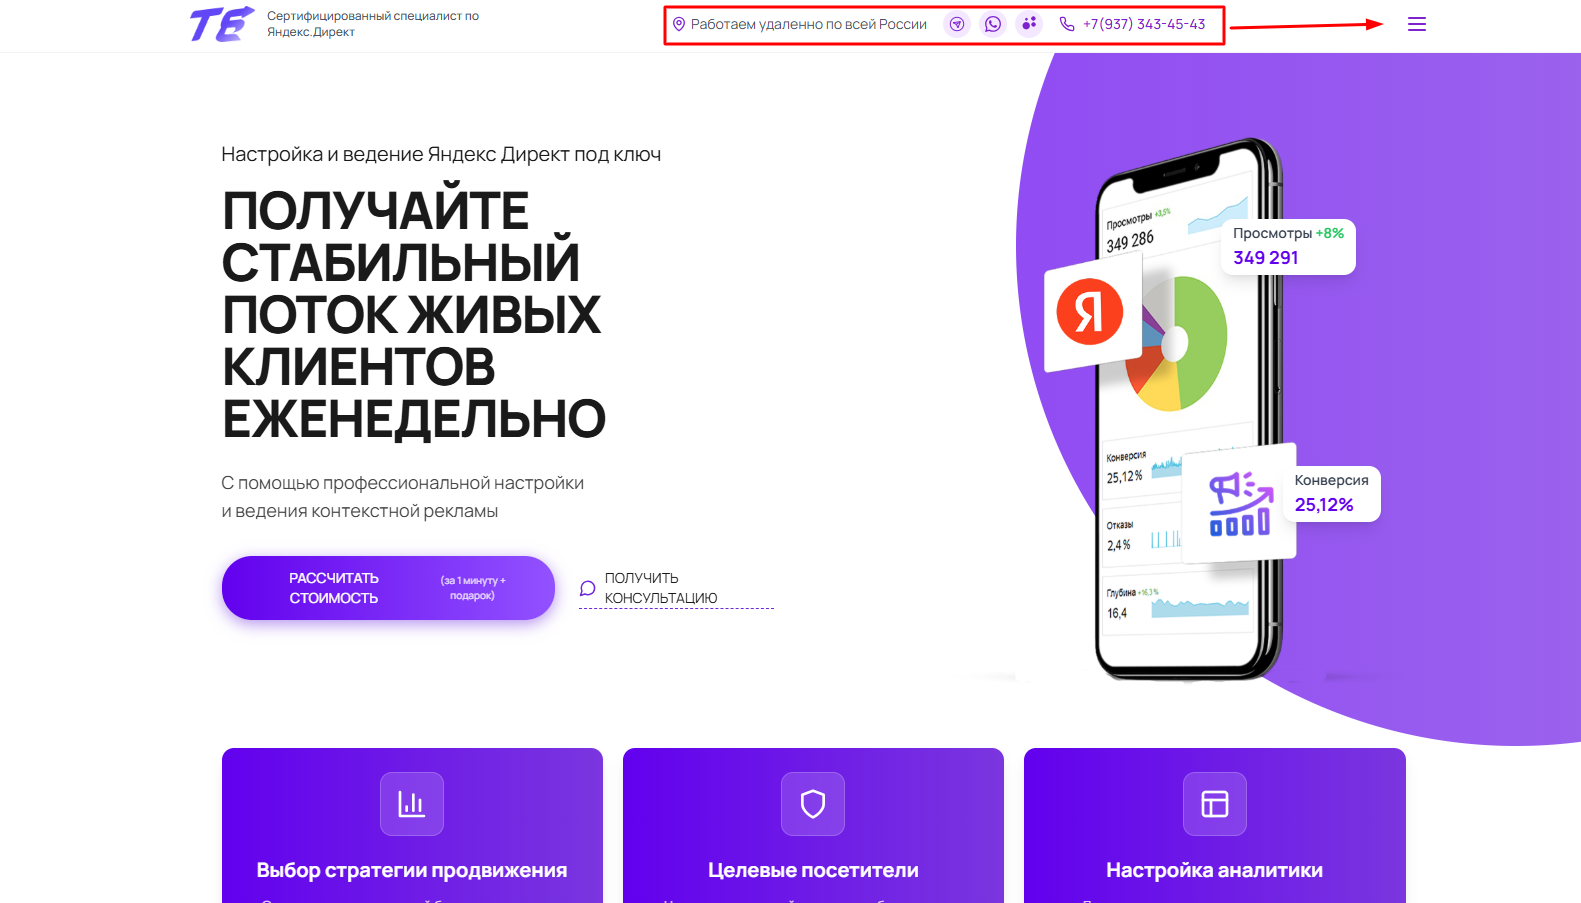 ТЕ
Сертифицированный специалист по
Яндекс.Директ
Работаем удаленно по всей России
+7(937) 343-45-43
Настройка и ведение Яндекс Директ под ключ
ПОЛУЧАЙТЕ
СТАБИЛЬНЫЙ
ПОТОК ЖИВЫХ
КЛИЕНТОВ
ЕЖЕНЕДЕЛЬНО
С помощью профессиональной настройки
и ведения контекстной рекламы
РАССЧИТАТЬ
СТОИМОСТЬ
(за 1 минуту +
подарок)
ПОЛУЧИТЬ
КОНСУЛЬТАЦИЮ
Просмотры +3,5%
349 286
Просмотры +8%
349 291
Я
Конверсия
25,12%
Конверсия
25,12%
Отказы
2,4%
Глубина +16,3%
16,4
Выбор стратегии продвижения
Целевые посетители
Настройка аналитики